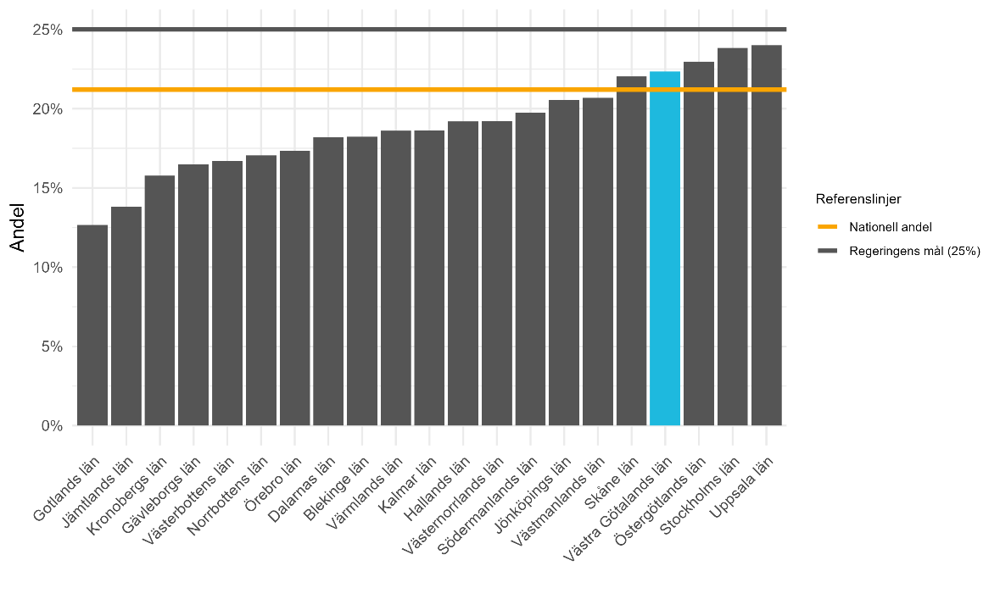 25%
20%
15%
10%
5%
0%
Andel
Gotlands län
Jämtlands län
Kronobergs län
Gävleborgs län
Västerbottens län
Norrbottens län
Örebro län
Dalarnas län
Blekinge län
Värmlands län
Kalmar län
Hallands län
Västernorrlands län
Södermanlands län
Jönköpings län
Västmanlands län
Skåne län
Västra Götalands län
Östergötlands län
Stockholms län
Uppsala län
Referenslinjer
Nationell andel
Regeringens mål (25%)